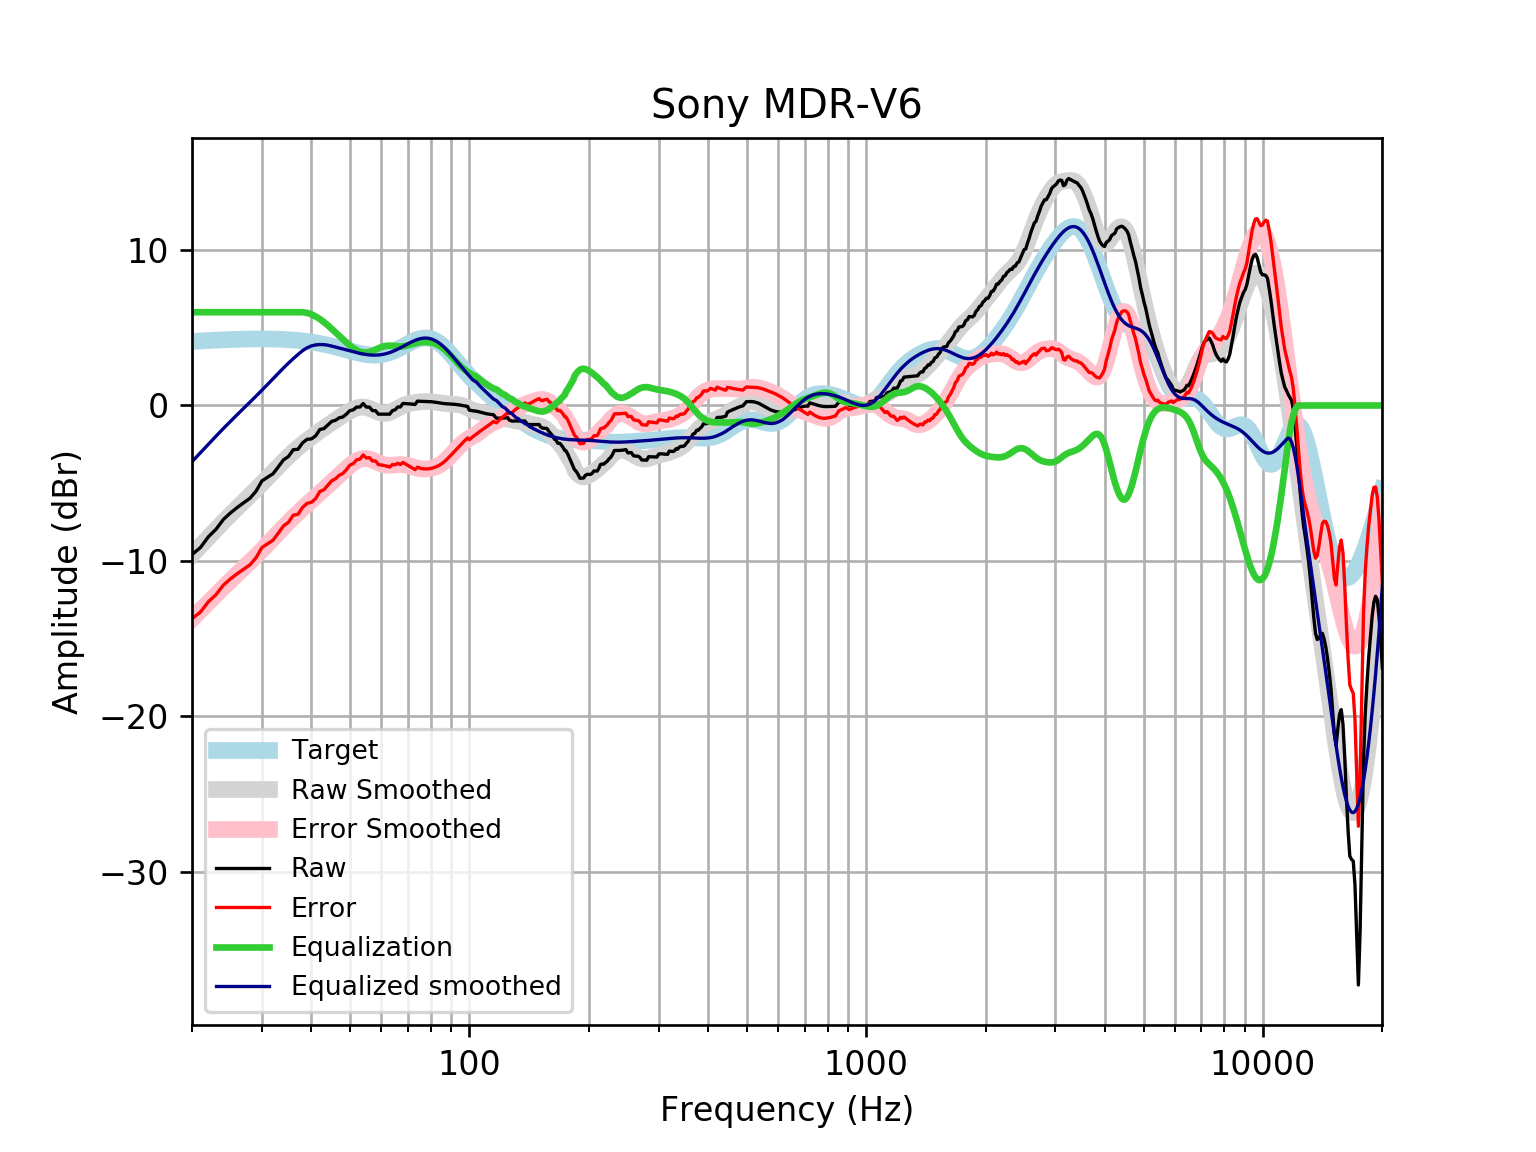 Sony MDR-V6
Amplitude (dBr)
10
0
−10
−20
−30
Target
Raw Smoothed
Error Smoothed
Raw
Error
Equalization
Equalized smoothed
100 1000 10000
Frequency (Hz)